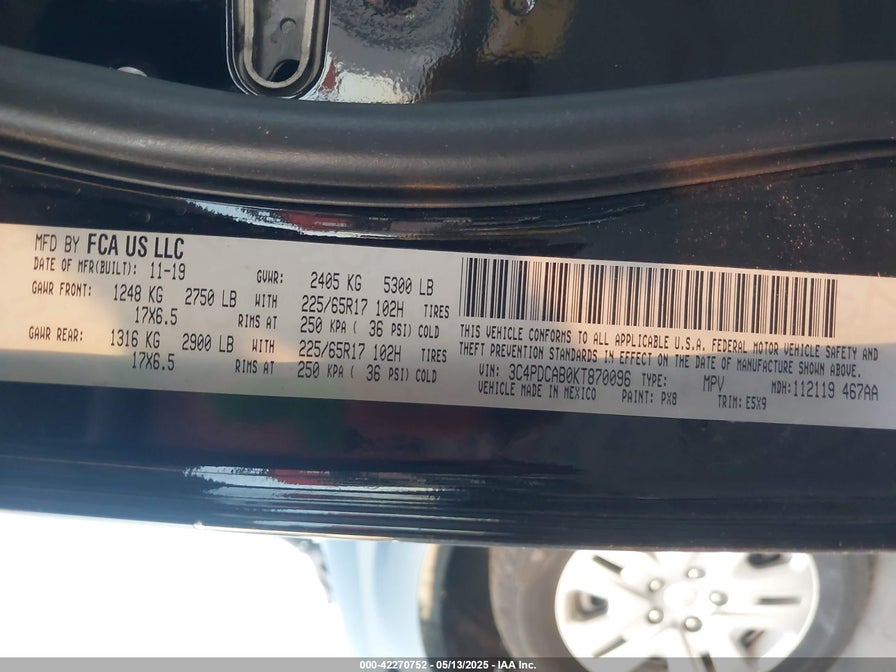 MFD BY FCA US LLC
DATE OF MFR(BUILT): 11-19 GVWR: 2405 KG 5300 LB
GAWR FRONT: 1248 KG 2750 LB WITH 225/65R17 102H TIRES
17X6.5 RIMS AT 250 KPA ( 36 PSI) COLD
GAWR REAR: 1316 KG 2900 LB WITH 225/65R17 102H TIRES
17X6.5 RIMS AT 250 KPA ( 36 PSI) COLD
THIS VEHICLE CONFORMS TO ALL APPLICABLE U.S.A. FEDERAL MOTOR VEHICLE SAFETY AND
THEFT PREVENTION STANDARDS IN EFFECT ON THE DATE OF MANUFACTURE SHOWN ABOVE.
VIN: 3C4PDCAB0KT870096 TYPE: MPV MDH: 112119 467AA
VEHICLE MADE IN MEXICO PAINT: PX8 TRIM: E5X9
000-42270752 - 05/13/2025 - IAA Inc.